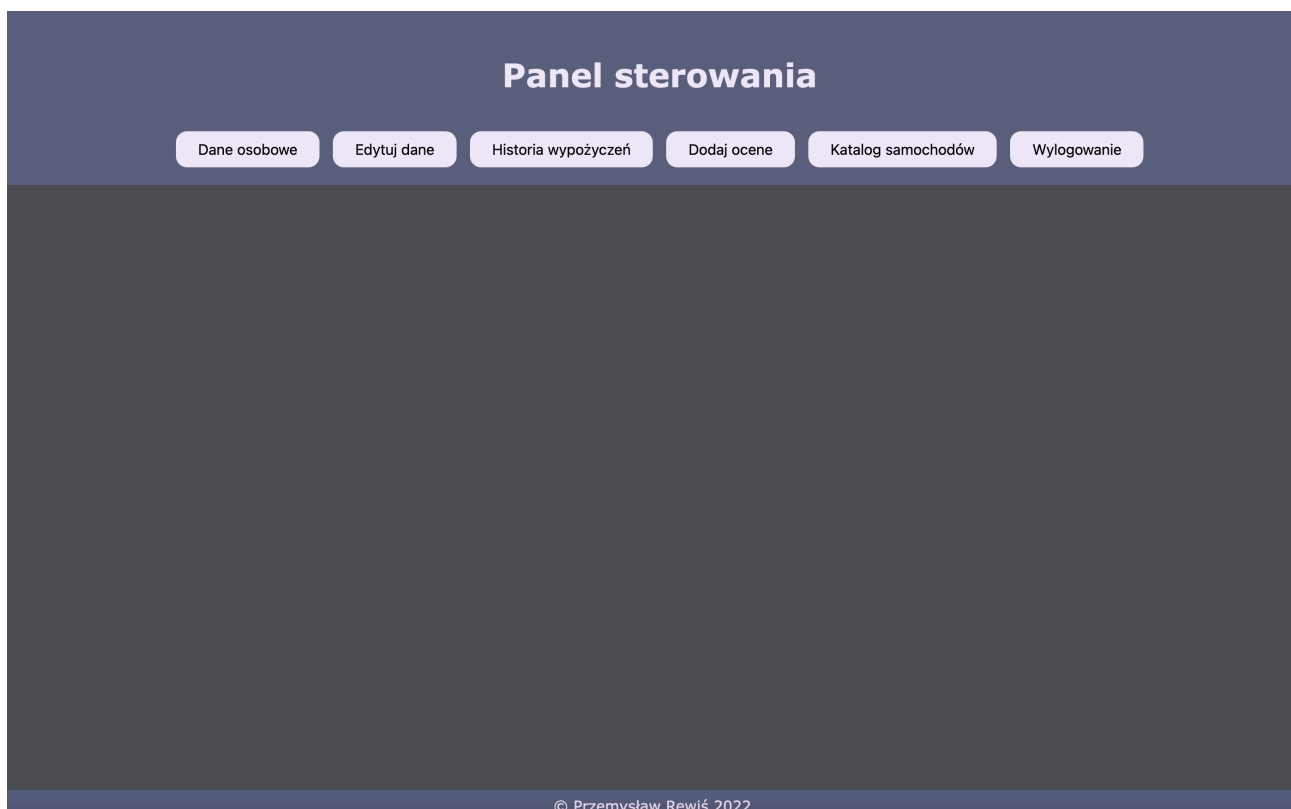 Panel sterowania
Dane osobowe Edytuj dane Historia wypożyczeń Dodaj ocene Katalog samochodów Wylogowanie
© Przemysław Rewiś 2022